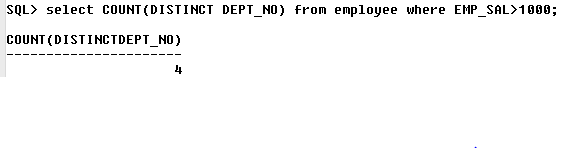 SQL> select COUNT(DISTINCT DEPT_NO) from employee where EMP_SAL>1000;
COUNT(DISTINCTDEPT_NO)
----------------------
4